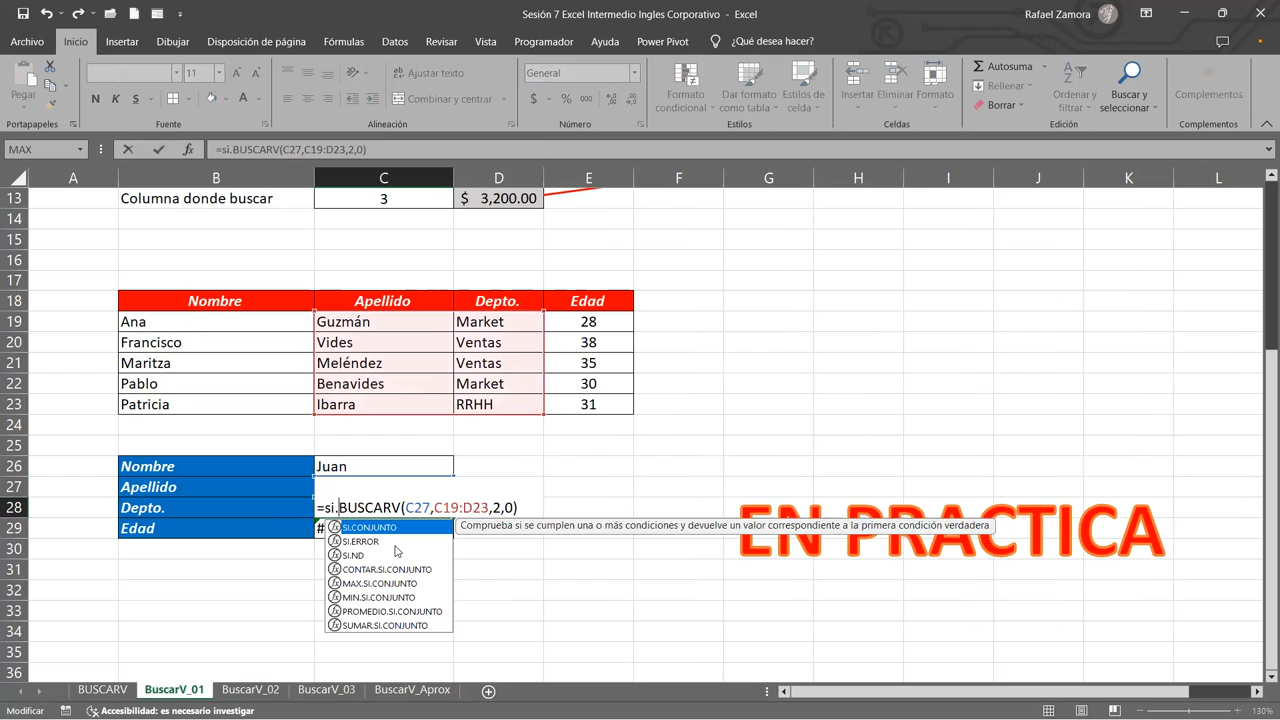 Sesión 7 Excel Intermedio Ingles Corporativo - Excel
Rafael Zamora
Archivo Inicio Insertar Dibujar Disposición de página Fórmulas Datos Revisar Vista Programador Ayuda Power Pivot ¿Qué desea hacer?
Pegar
11
N K S
A
Ajustar texto
Combinar y centrar
General
$ % 000
Formato condicional
Dar formato como tabla
Estilos de celda
Insertar Eliminar Formato
Autosuma
Rellenar
Borrar
Ordenar y filtrar
Buscar y seleccionar
Complementos
Portapapeles Fuente Alineación Número Estilos Celdas Edición Complementos
MAX fx =si.BUSCARV(C27,C19:D23,2,0)
A B C D E F G H I J K L
13 Columna donde buscar 3 $ 3,200.00
14
15
16
17
18 Nombre Apellido Depto. Edad
19 Ana Guzmán Market 28
20 Francisco Vides Ventas 38
21 Maritza Meléndez Ventas 35
22 Pablo Benavides Market 30
23 Patricia Ibarra RRHH 31
24
25
26 Nombre Juan
27 Apellido
28 Depto. =si.BUSCARV(C27,C19:D23,2,0)
29 Edad #
30
31
32
33
34
35
36
SI.CONJUNTO Comprueba si se cumplen una o más condiciones y devuelve un valor correspondiente a la primera condición verdadera
SI.ERROR
SI.ND
CONTAR.SI.CONJUNTO
MAX.SI.CONJUNTO
MIN.SI.CONJUNTO
PROMEDIO.SI.CONJUNTO
SUMAR.SI.CONJUNTO
EN PRACTICA
BUSCARV BuscarV_01 BuscarV_02 BuscarV_03 BuscarV_Aprox
Modificar Accesibilidad: es necesario investigar 130%